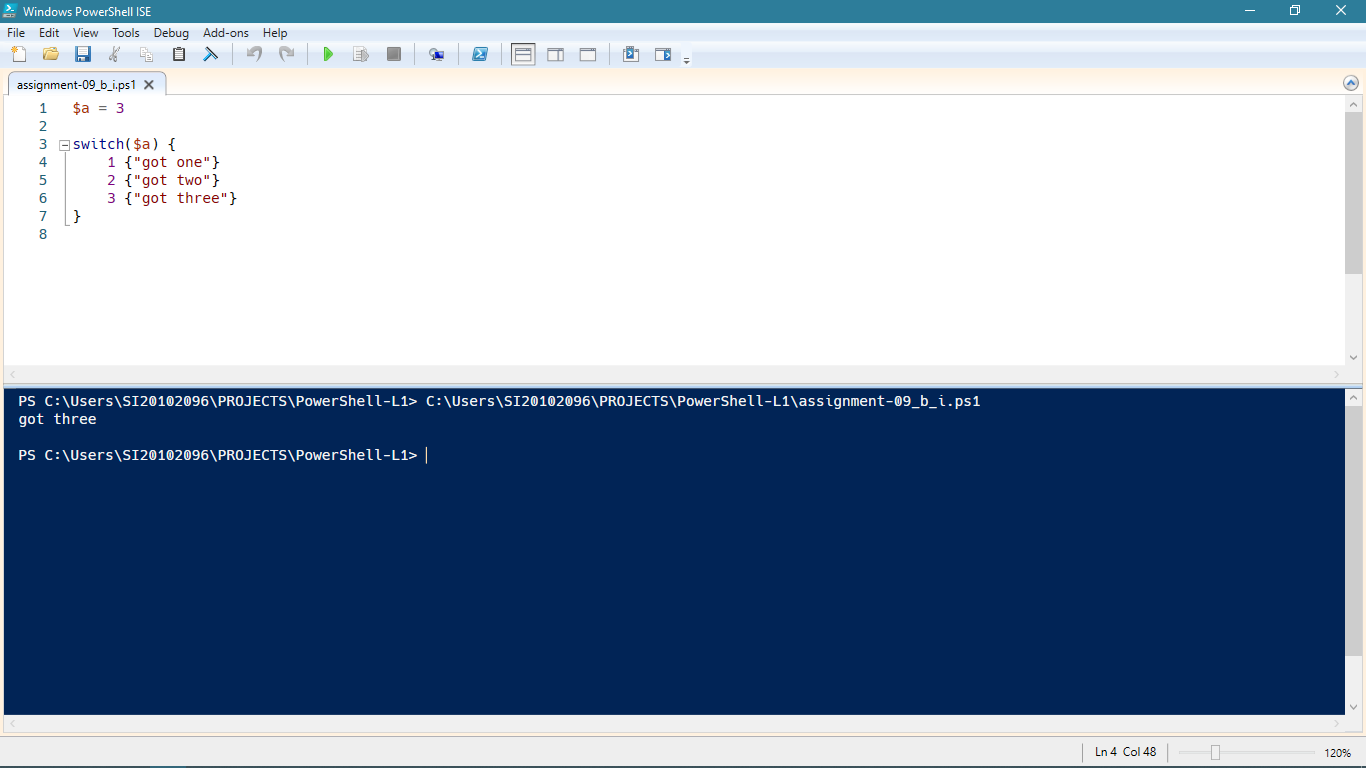 Windows PowerShell ISE
File Edit View Tools Debug Add-ons Help
assignment-09_b_i.ps1
1 $a = 3
2
3 switch($a) {
4     1 {"got one"}
5     2 {"got two"}
6     3 {"got three"}
7 }
8
PS C:\Users\SI20102096\PROJECTS\PowerShell-L1> C:\Users\SI20102096\PROJECTS\PowerShell-L1\assignment-09_b_i.ps1
got three
PS C:\Users\SI20102096\PROJECTS\PowerShell-L1>
Ln 4 Col 48
120%